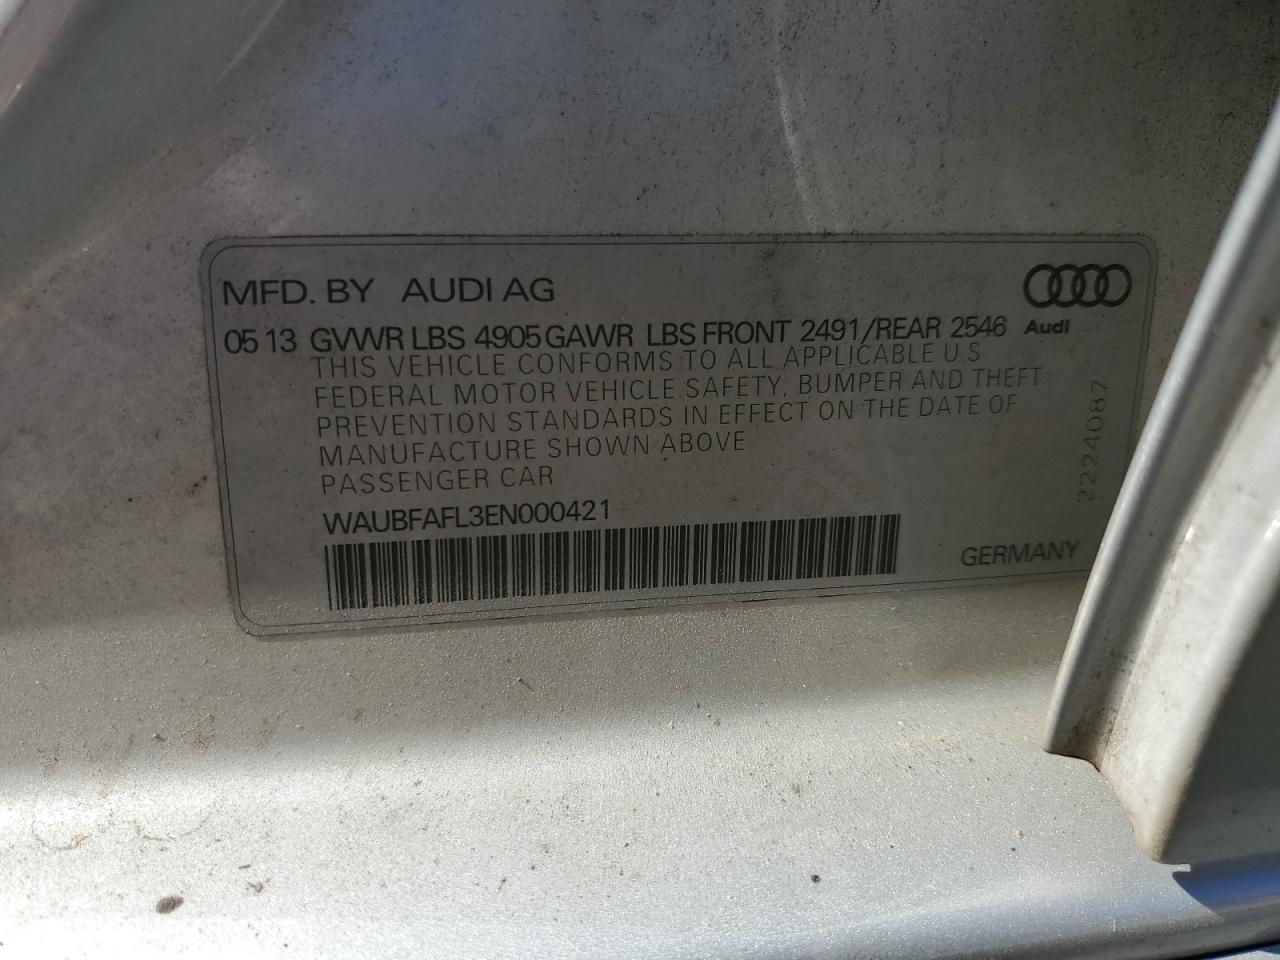 MFD. BY AUDI AG
05 13 GVWR LBS 4905 GAWR LBS FRONT 2491/REAR 2546
Audi
THIS VEHICLE CONFORMS TO ALL APPLICABLE U.S.
FEDERAL MOTOR VEHICLE SAFETY, BUMPER AND THEFT
PREVENTION STANDARDS IN EFFECT ON THE DATE OF
MANUFACTURE SHOWN ABOVE
PASSENGER CAR
2224087
WAUBFAFL3EN000421
GERMANY